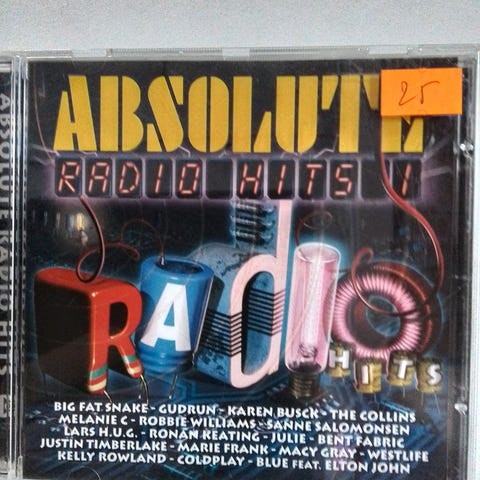 ABSOLUTE
25
RADIO HITS 1
Radio
HITS
BIG FAT SNAKE - GUDRUN - KAREN BUSCK - THE COLLINS
MELANIE C - ROBBIE WILLIAMS - SANNE SALOMONSEN
LARS H.U.G. - RONAN KEATING - JULIE - BENT FABRIC
JUSTIN TIMBERLAKE - MARIE FRANK - MACY GRAY - WESTLIFE
KELLY ROWLAND - COLDPLAY - BLUE FEAT. ELTON JOHN
ABSOLUTE RADIO HITS